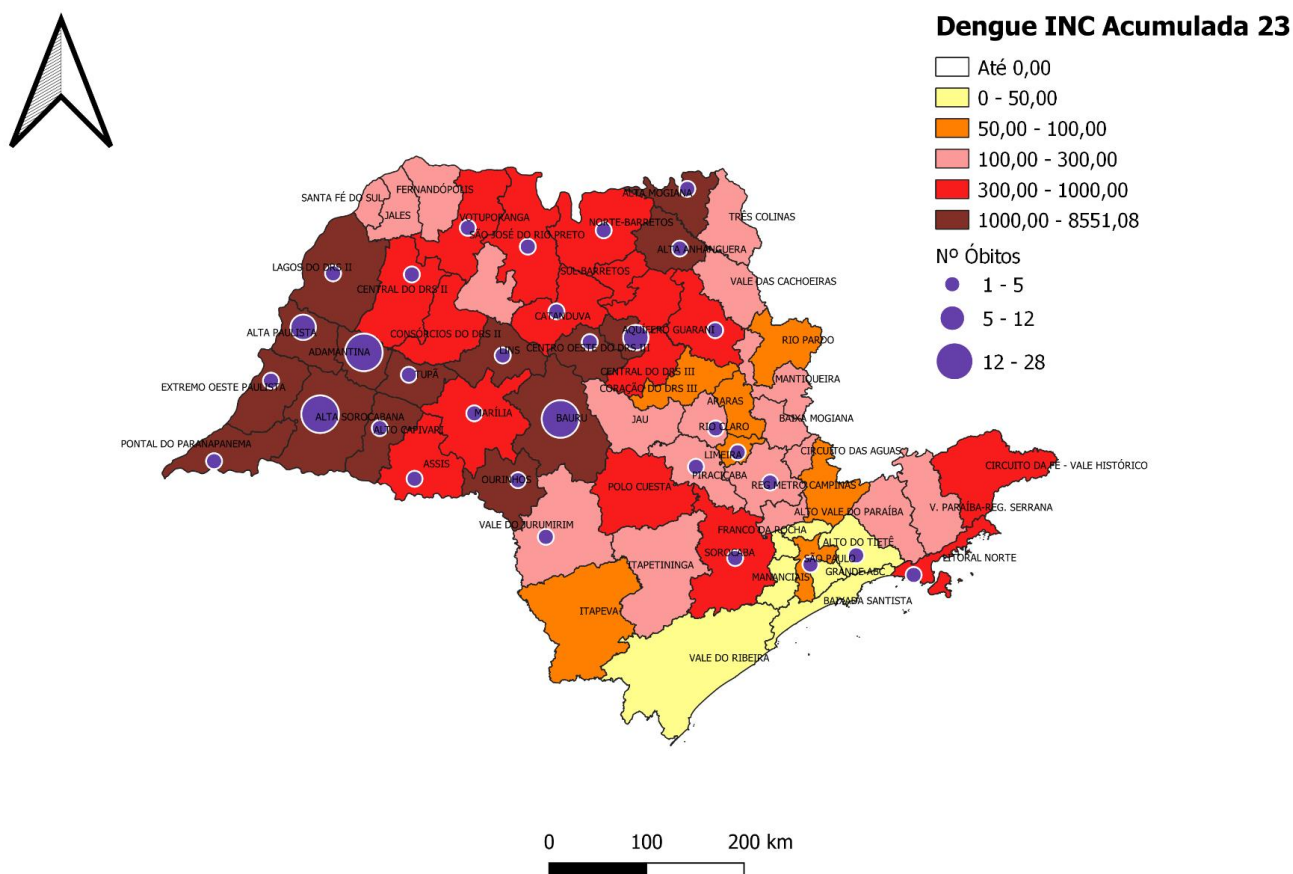 Dengue INC Acumulada 23
Até 0,00
0 - 50,00
50,00 - 100,00
100,00 - 300,00
300,00 - 1000,00
1000,00 - 8551,08
Nº Óbitos
1 - 5
5 - 12
12 - 28
ALTA MOGIANA
FERNANDÓPOLIS
SANTA FÉ DO SUL
JALES
VOTUPORANGA
TRÊS COLINAS
NORTE-BARRETOS
SÃO JOSÉ DO RIO PRETO
ALTA ANHANGUERA
LAGOS DO DRS II
SUL BARRETOS
VALE DAS CACHOEIRAS
CENTRAL DO DRS II
CATANDUVA
ALTA PAULISTA
CONSÓRCIOS DO DRS II
AQUÍFERO GUARANI
RIO PARDO
ADAMANTINA
LINS
CENTRO OESTE DO DRS III
TUPÃ
CENTRAL DO DRS III
MANTIQUEIRA
EXTREMO OESTE PAULISTA
CORAÇÃO DO DRS III
ARARAS
ALTA SOROCABANA
MARÍLIA
BAURU
JAU
BAIXA MOGIANA
ALTO CAPIVARI
RIO CLARO
PONTAL DO PARANAPANEMA
LIMEIRA
CIRCUITO DAS AGUAS
ASSIS
CIRCUITO DA FÉ - VALE HISTÓRICO
OURINHOS
PIRACICABA
POLO CUESTA
REG METRO CAMPINAS
V. PARAÍBA-REG. SERRANA
ALTO VALE DO PARAÍBA
VALE DO JURUMIRIM
FRANCO DA ROCHA
ALTO DO TIETÊ
SOROCABA
SÃO PAULO
LITORAL NORTE
ITAPETININGA
GRANDE ABC
MANANCIAIS
BAIXADA SANTISTA
ITAPEVA
VALE DO RIBEIRA
0 100 200 km